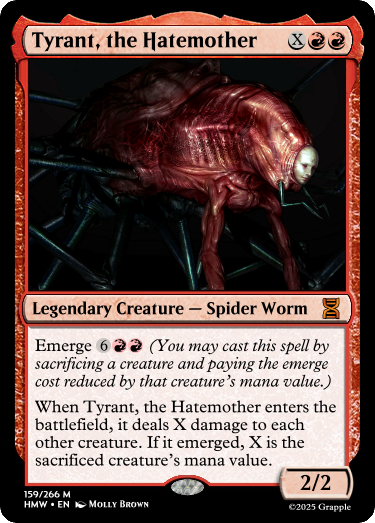 Tyrant, the Hatemother XRR
Legendary Creature — Spider Worm
Emerge 6RR (You may cast this spell by
sacrificing a creature and paying the emerge
cost reduced by that creature's mana value.)
When Tyrant, the Hatemother enters the
battlefield, it deals X damage to each
other creature. If it emerged, X is the
sacrificed creature's mana value.
2/2
159/266 M
HMW • EN Molly Brown
©2025 Grapple